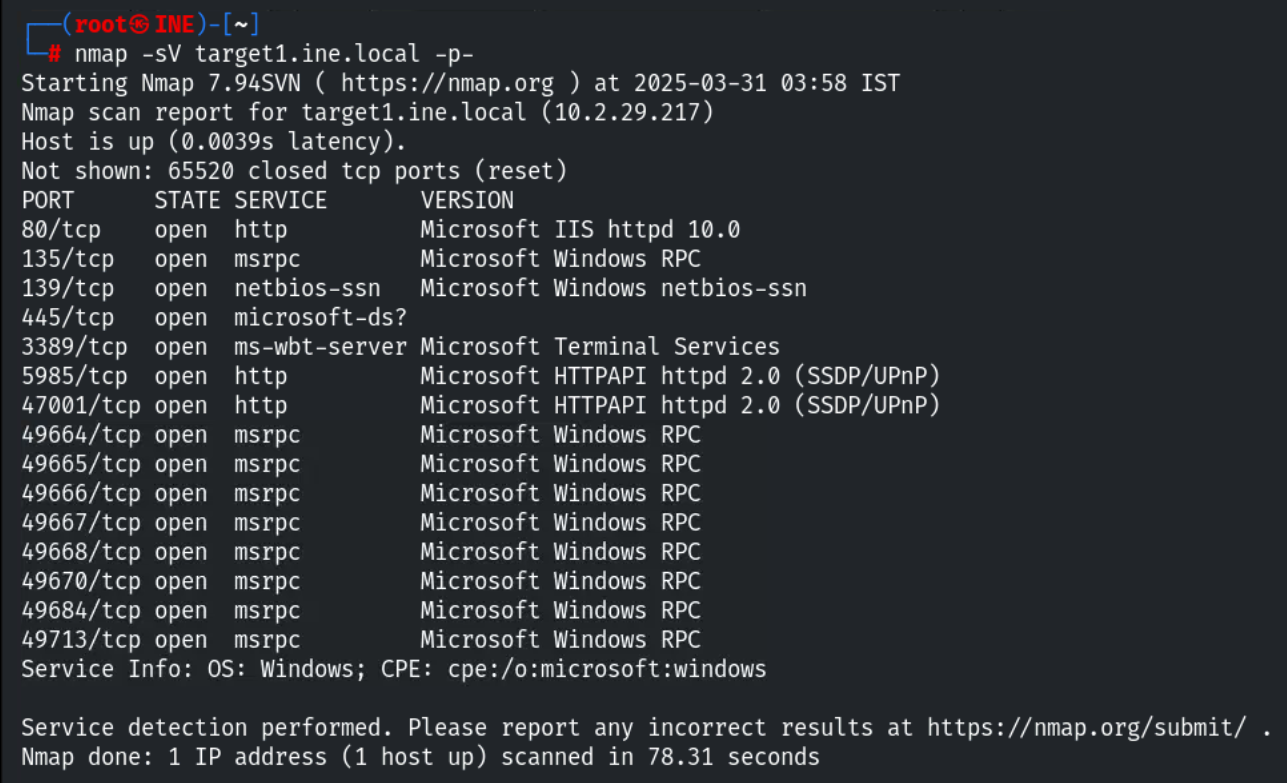 ┌──(root㉿INE)-[~]
└─# nmap -sV target1.ine.local -p-
Starting Nmap 7.94SVN ( https://nmap.org ) at 2025-03-31 03:58 IST
Nmap scan report for target1.ine.local (10.2.29.217)
Host is up (0.0039s latency).
Not shown: 65520 closed tcp ports (reset)
PORT      STATE SERVICE       VERSION
80/tcp    open  http          Microsoft IIS httpd 10.0
135/tcp   open  msrpc         Microsoft Windows RPC
139/tcp   open  netbios-ssn   Microsoft Windows netbios-ssn
445/tcp   open  microsoft-ds?
3389/tcp  open  ms-wbt-server Microsoft Terminal Services
5985/tcp  open  http          Microsoft HTTPAPI httpd 2.0 (SSDP/UPnP)
47001/tcp open  http          Microsoft HTTPAPI httpd 2.0 (SSDP/UPnP)
49664/tcp open  msrpc         Microsoft Windows RPC
49665/tcp open  msrpc         Microsoft Windows RPC
49666/tcp open  msrpc         Microsoft Windows RPC
49667/tcp open  msrpc         Microsoft Windows RPC
49668/tcp open  msrpc         Microsoft Windows RPC
49670/tcp open  msrpc         Microsoft Windows RPC
49684/tcp open  msrpc         Microsoft Windows RPC
49713/tcp open  msrpc         Microsoft Windows RPC
Service Info: OS: Windows; CPE: cpe:/o:microsoft:windows

Service detection performed. Please report any incorrect results at https://nmap.org/submit/ .
Nmap done: 1 IP address (1 host up) scanned in 78.31 seconds